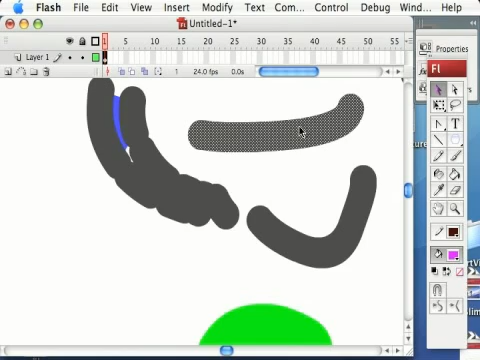 Flash File Edit View Insert Modify Text Com... Control Debug Wind... Help
Untitled-1*
1 5 10 15 20 25 30 35 40 45 50 55
Layer 1
1 24.0 fps 0.0s
Properties
Fl
T